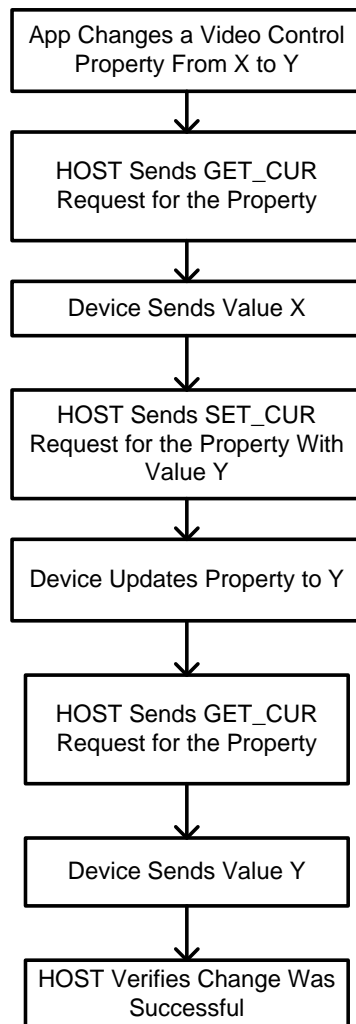 App Changes a Video Control
Property From X to Y
HOST Sends GET_CUR
Request for the Property
Device Sends Value X
HOST Sends SET_CUR
Request for the Property With
Value Y
Device Updates Property to Y
HOST Sends GET_CUR
Request for the Property
Device Sends Value Y
HOST Verifies Change Was
Successful